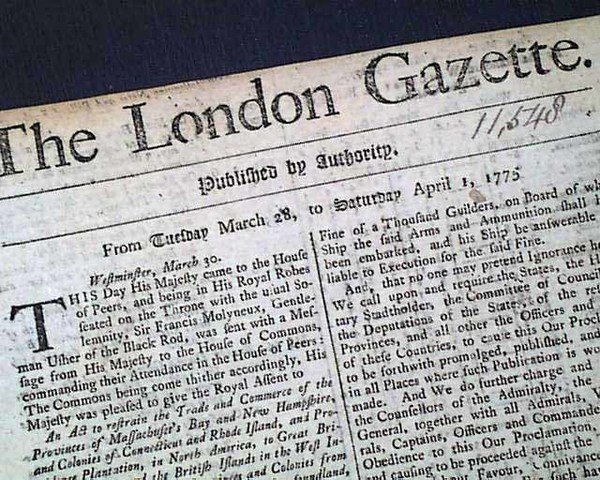 The London Gazette.
11,548
Published by Authority.
From Tuesday March 28, to Saturday April 1, 1775
Westminster, March 30.
THIS Day His Majesty came to the House
of Peers, and being in His Royal Robes
seated on the Throne with the usual So-
lemnity, Sir Francis Molyneux, Gentle-
man Usher of the Black Rod, was sent with a Mes-
sage from His Majesty to the House of Commons,
commanding their Attendance in the House of Peers:
The Commons being come thither accordingly, His
Majesty was pleased to give the Royal Assent to
An Act to restrain the Trade and Commerce of the
Provinces of Massachuset's Bay and New Hampshire,
and Colonies of Connecticut and Rhode Island, and Pro-
Plantation, in North America, to Great Bri-
and the British Islands in the West In-
and Colonies from
Fine of a Thousand Guilders, on Board of
Ship the said Arms and Ammunition shall
been embarked, and his Ship be answerable
liable to Execution for the said Fine.
And, that no one may pretend Ignorance
We call upon and require the States, the
tary Stadtholder, the Committee of
the Deputations of the States, of the
Provinces, and all other the Officers and
of these Countries, to cause this Our
to be forthwith promulged, published, and
in all Places where such Publication is
made. And We do further charge and
the Counsellors of the Admiralty, the
General, together with all Admirals,
rals, Captains, Officers and
Obedience to this Our Proclamation,
and causing to be proceeded against the
Favour,